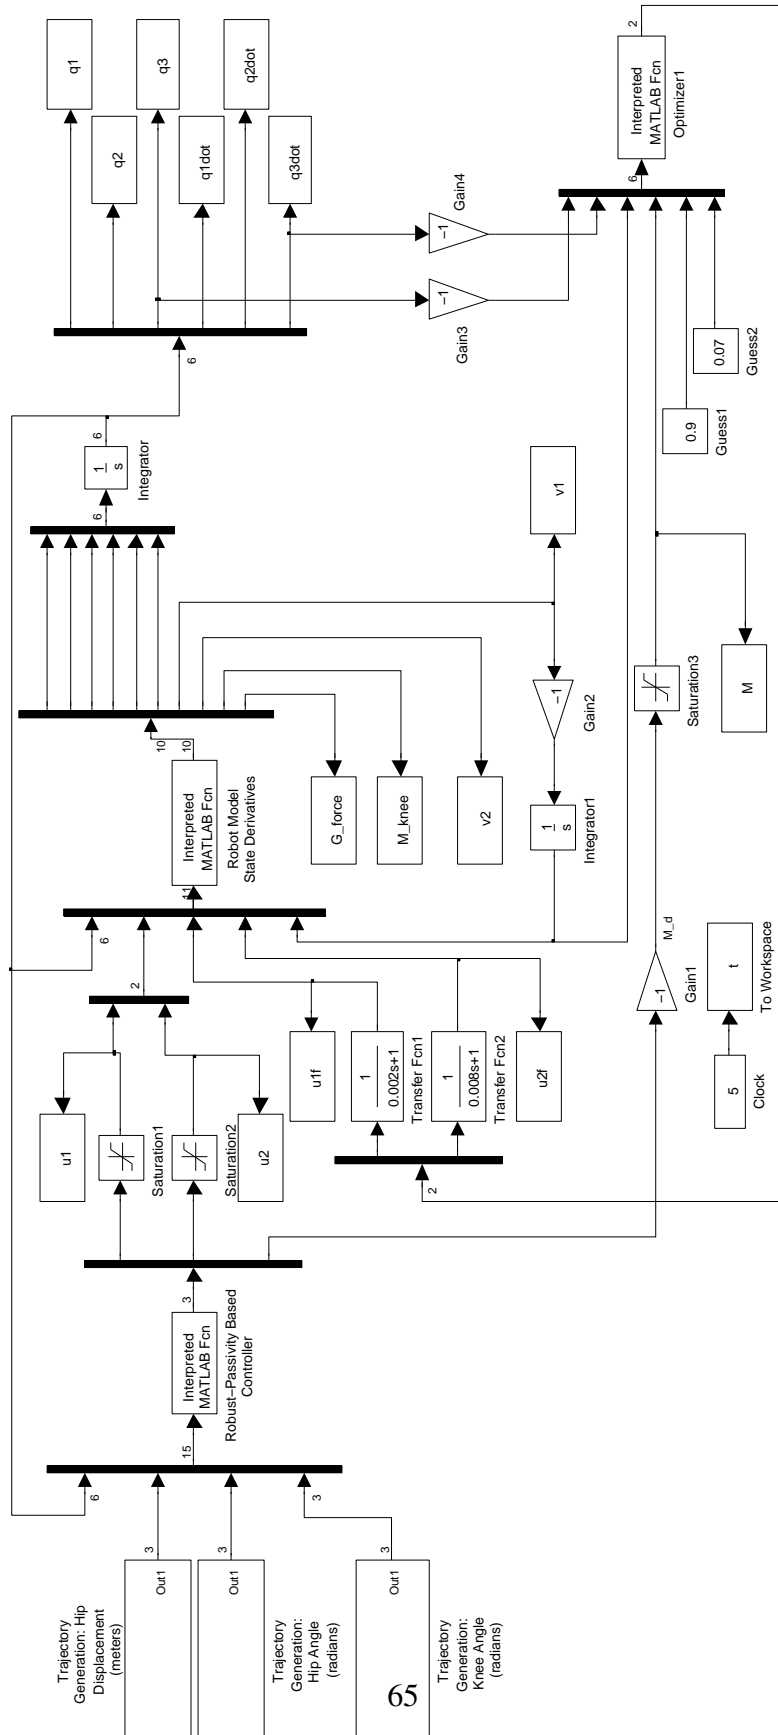 Trajectory
Generation: Hip
Displacement
(meters)
Out1
3
Trajectory
Generation:
Hip Angle
(radians)
Out1
3
Trajectory
Generation:
Knee Angle
(radians)
Out1
3
6
15
Interpreted
MATLAB Fcn
Robust−Passivity Based
Controller
3
u1
Saturation1
Saturation2
u2
2
2
u1f
1
0.002s+1
Transfer Fcn1
1
0.008s+1
Transfer Fcn2
u2f
6
11
Interpreted
MATLAB Fcn
Robot Model
State Derivatives
10
10
G_force
M_knee
v2
v1
−1
Gain2
1
s
Integrator1
6
1
s
Integrator
6
6
q1
q2
q3
q1dot
q2dot
q3dot
−1
Gain3
−1
Gain4
5
Clock
t
To Workspace
−1
Gain1
M_d
Saturation3
M
0.9
Guess1
0.07
Guess2
6
Interpreted
MATLAB Fcn
Optimizer1
2
65